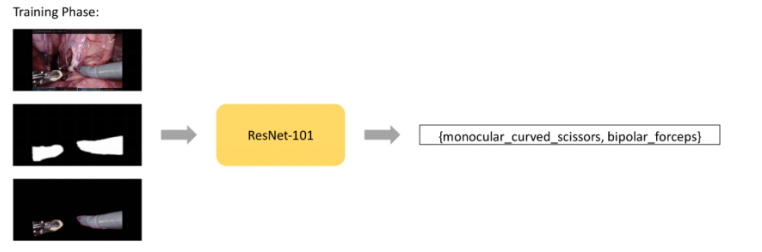 Training Phase:
ResNet-101
{monocular_curved_scissors, bipolar_forceps}